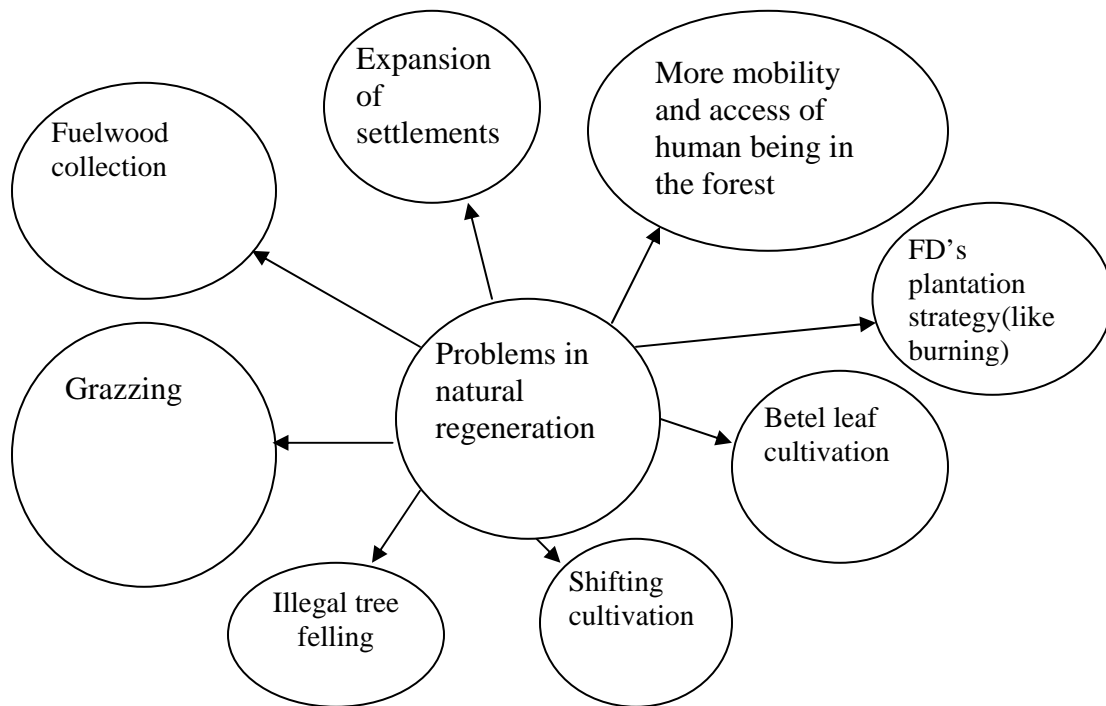 Expansion
of
settlements
More mobility
and access of
human being in
the forest
Fuelwood
collection
FD's
plantation
strategy(like
burning)
Problems in
natural
regeneration
Grazzing
Betel leaf
cultivation
Illegal tree
felling
Shifting
cultivation